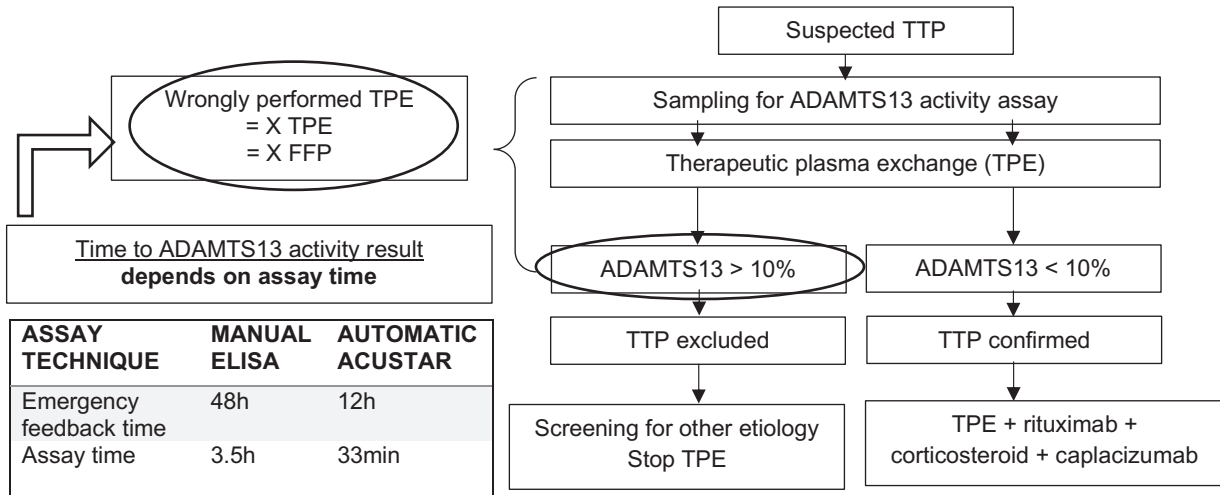 Suspected TTP
Sampling for ADAMTS13 activity assay
Therapeutic plasma exchange (TPE)
Wrongly performed TPE
= X TPE
= X FFP
Time to ADAMTS13 activity result
depends on assay time
ADAMTS13 > 10%
ADAMTS13 < 10%
TTP excluded
TTP confirmed
Screening for other etiology
Stop TPE
TPE + rituximab +
corticosteroid + caplacizumab
ASSAY MANUAL AUTOMATIC
TECHNIQUE ELISA ACUSTAR
Emergency 48h 12h
feedback time
Assay time 3.5h 33min